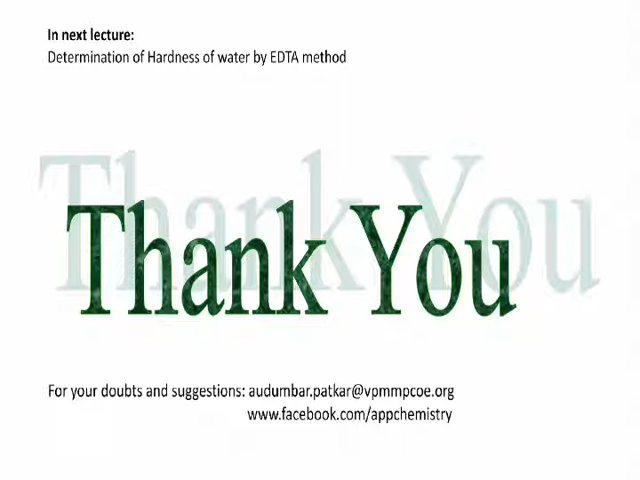 In next lecture:
Determination of Hardness of water by EDTA method
Thank You
For your doubts and suggestions: audumbar.patkar@vpmmpcoe.org
www.facebook.com/appchemistry